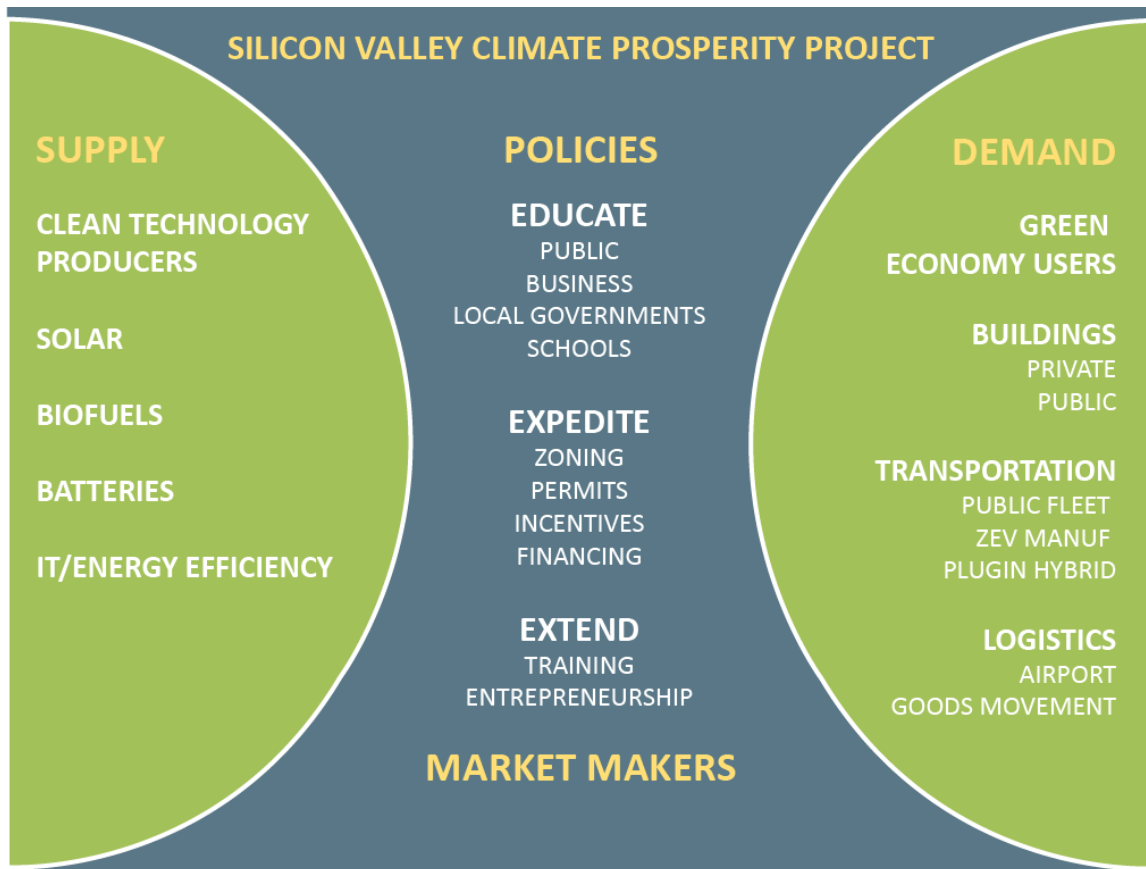 SILICON VALLEY CLIMATE PROSPERITY PROJECT
SUPPLY
CLEAN TECHNOLOGY
PRODUCERS
SOLAR
BIOFUELS
BATTERIES
IT/ENERGY EFFICIENCY
POLICIES
EDUCATE
PUBLIC
BUSINESS
LOCAL GOVERNMENTS
SCHOOLS
EXPEDITE
ZONING
PERMITS
INCENTIVES
FINANCING
EXTEND
TRAINING
ENTREPRENEURSHIP
MARKET MAKERS
DEMAND
GREEN
ECONOMY USERS
BUILDINGS
PRIVATE
PUBLIC
TRANSPORTATION
PUBLIC FLEET
ZEV MANUF
PLUGIN HYBRID
LOGISTICS
AIRPORT
GOODS MOVEMENT